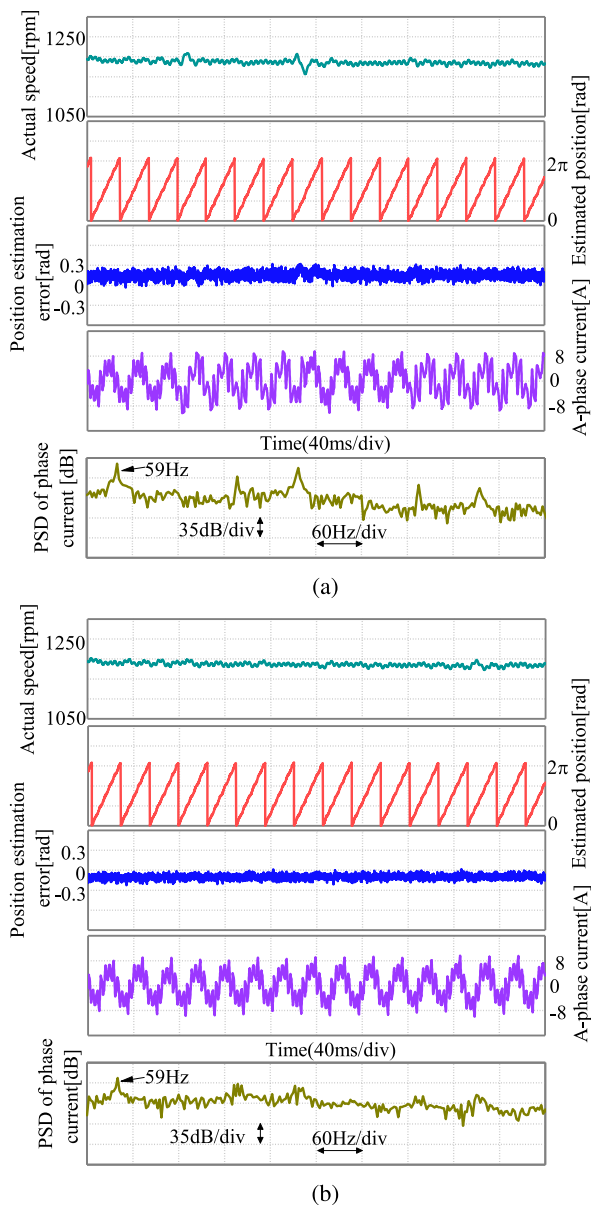 Actual speed[rpm]
1250
1050
Estimated position[rad]
2π
0
Position estimation
error[rad]
0.3
0
-0.3
A-phase current[A]
8
0
-8
Time(40ms/div)
PSD of phase
current [dB]
59Hz
35dB/div
60Hz/div
(a)
Actual speed[rpm]
1250
1050
Estimated position[rad]
2π
0
Position estimation
error[rad]
0.3
0
-0.3
A-phase current[A]
8
0
-8
Time(40ms/div)
PSD of phase
current[dB]
59Hz
35dB/div
60Hz/div
(b)